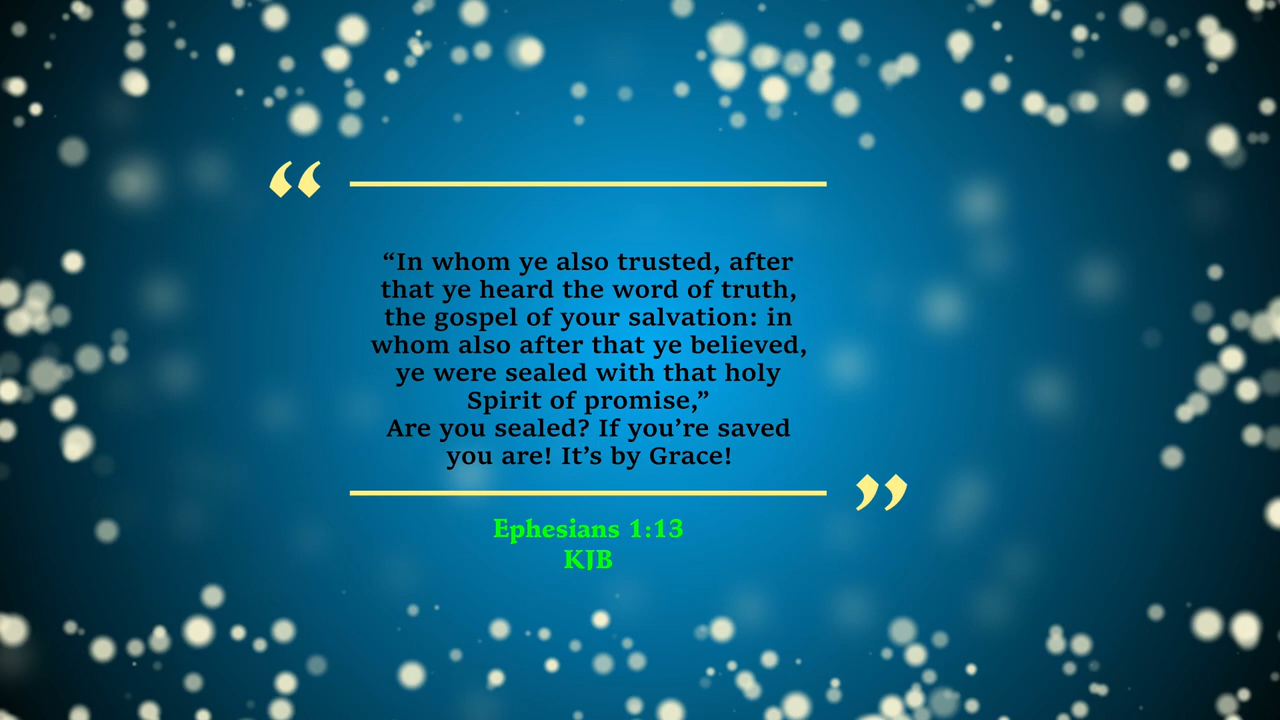 “In whom ye also trusted, after
that ye heard the word of truth,
the gospel of your salvation: in
whom also after that ye believed,
ye were sealed with that holy
Spirit of promise,”
Are you sealed? If you’re saved
you are! It’s by Grace!
Ephesians 1:13
KJB